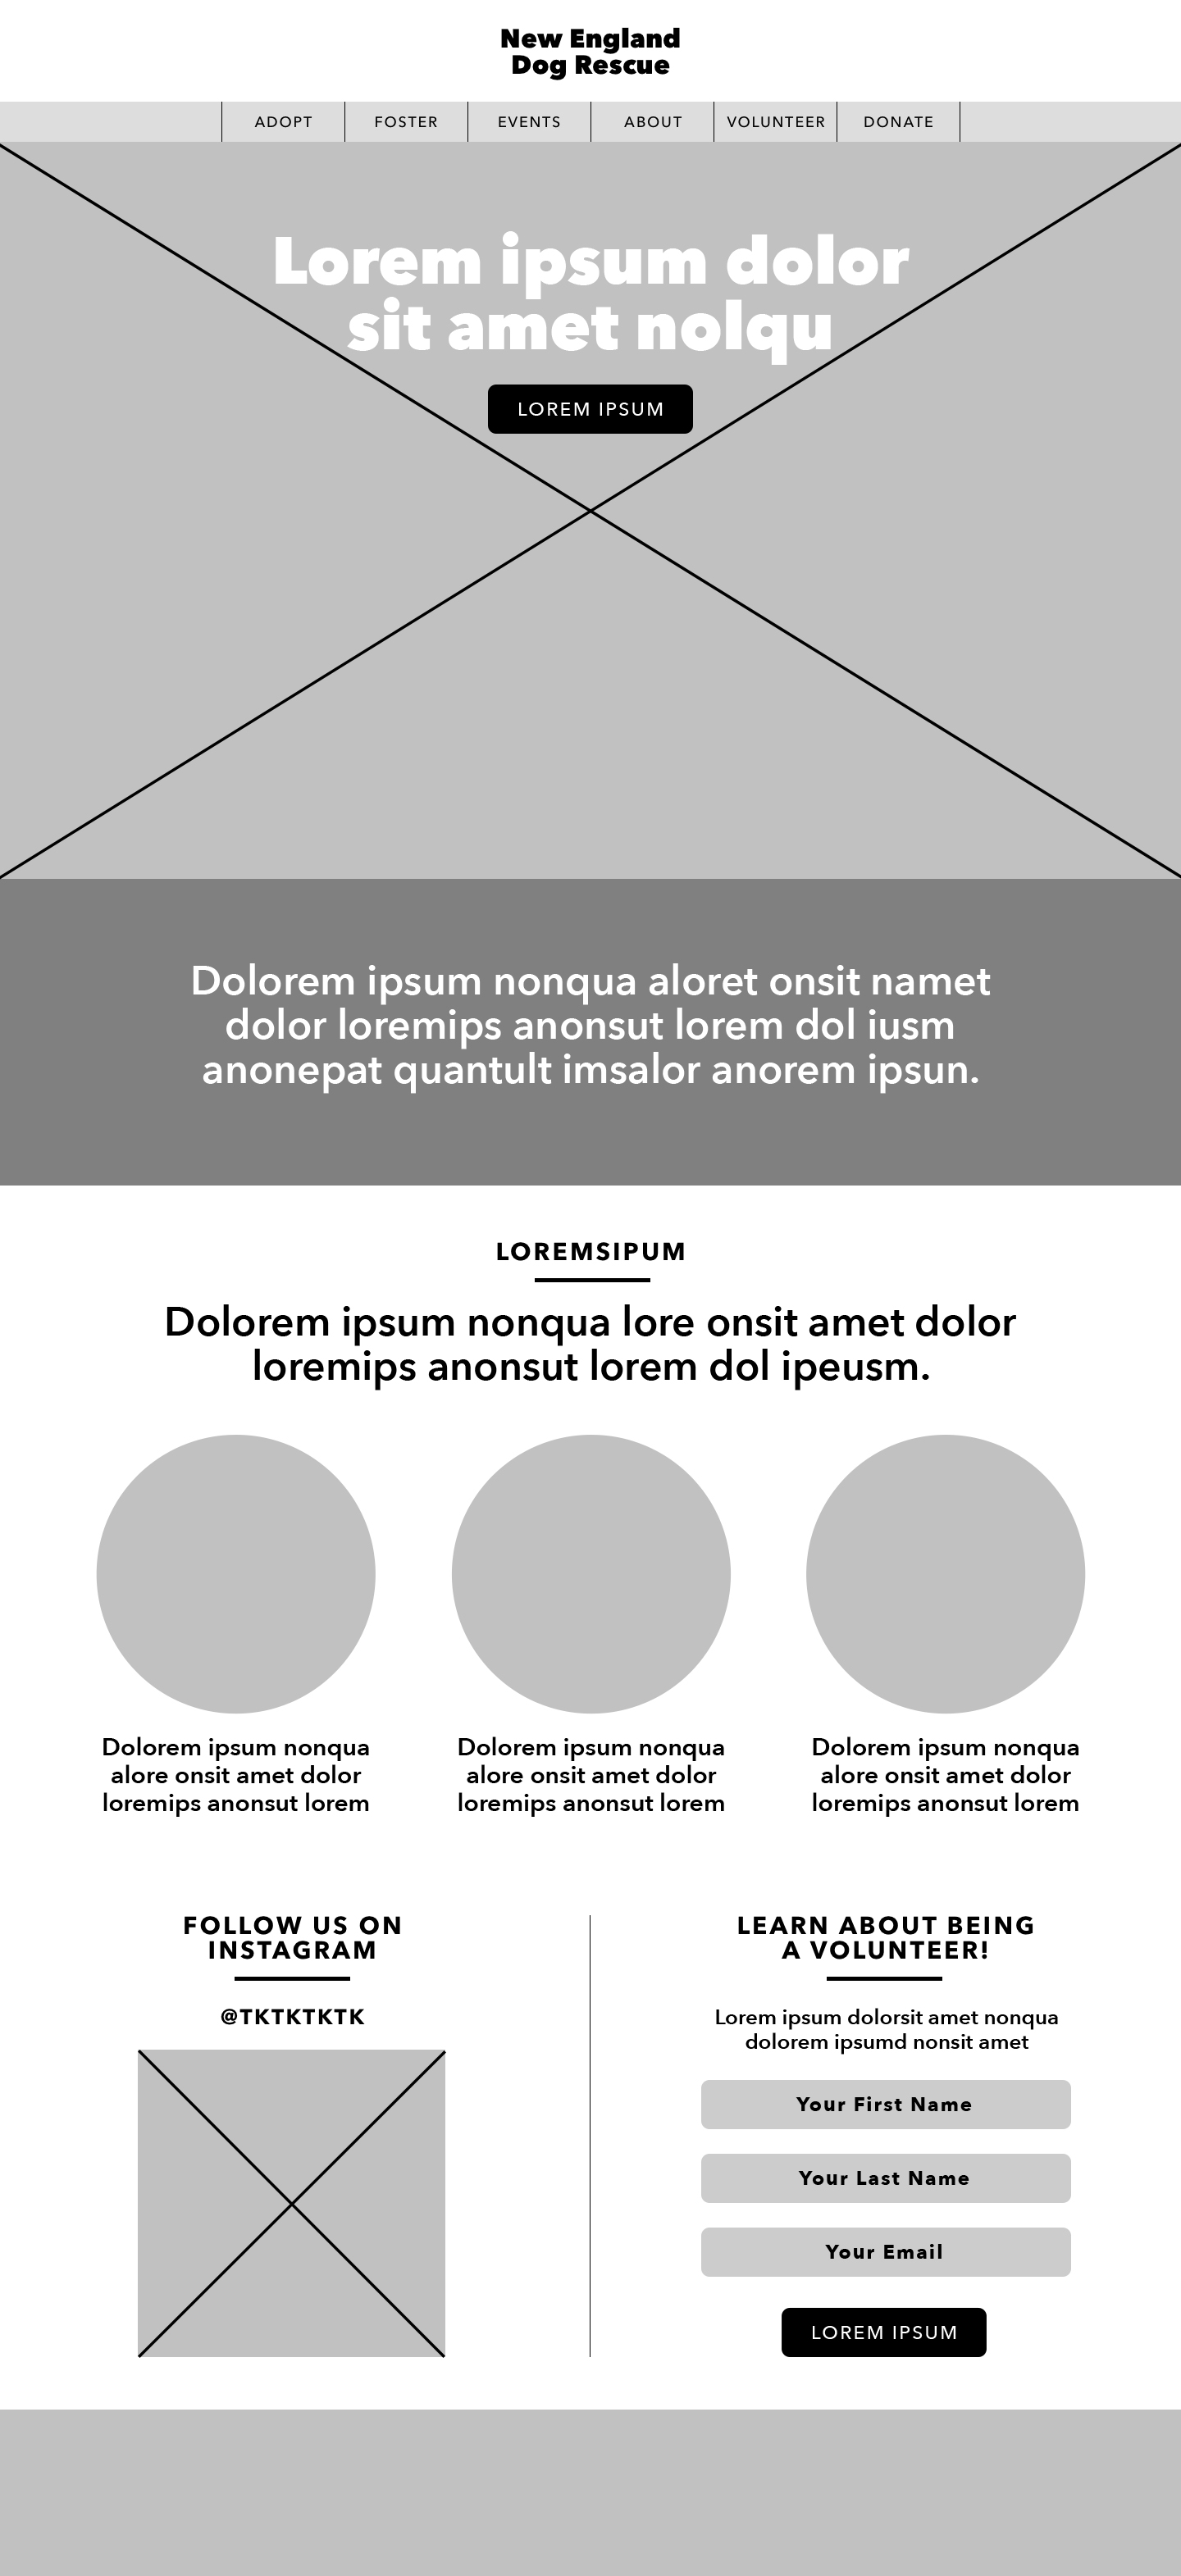 New England
Dog Rescue
ADOPT FOSTER EVENTS ABOUT VOLUNTEER DONATE
Lorem ipsum dolor
sit amet nolqu
LOREM IPSUM
Dolorem ipsum nonqua aloret onsit namet
dolor loremips anonsut lorem dol iusm
anonepat quantult imsalor anorem ipsun.
LOREMSIPUM
Dolorem ipsum nonqua lore onsit amet dolor
loremips anonsut lorem dol ipeusm.
Dolorem ipsum nonqua
alore onsit amet dolor
loremips anonsut lorem
Dolorem ipsum nonqua
alore onsit amet dolor
loremips anonsut lorem
Dolorem ipsum nonqua
alore onsit amet dolor
loremips anonsut lorem
FOLLOW US ON
INSTAGRAM
@TKTKTKTK
LEARN ABOUT BEING
A VOLUNTEER!
Lorem ipsum dolorsit amet nonqua
dolorem ipsumd nonsit amet
Your First Name
Your Last Name
Your Email
LOREM IPSUM